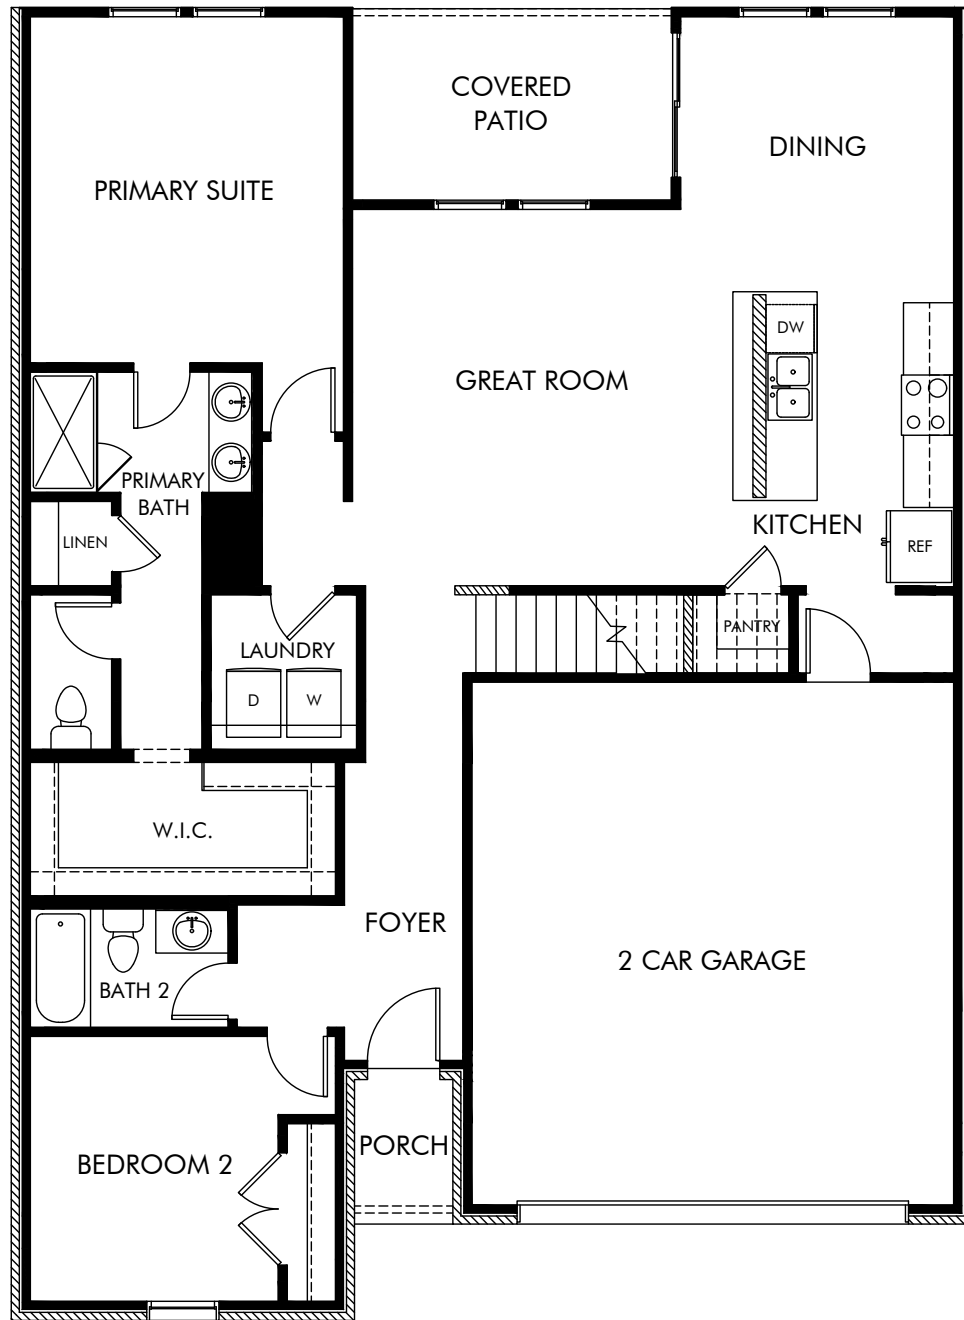 COVERED
PATIO
DINING
PRIMARY SUITE
DW
GREAT ROOM
PRIMARY
BATH
KITCHEN
LINEN
REF
PANTRY
LAUNDRY
D
W
W.I.C.
FOYER
2 CAR GARAGE
BATH 2
PORCH
BEDROOM 2